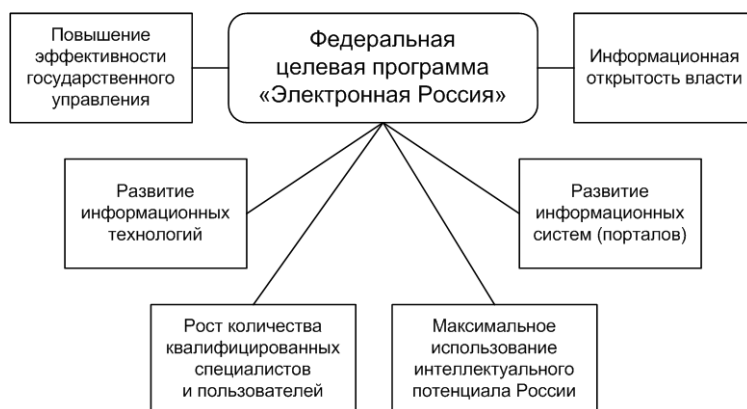 Повышение
эффективности
государственного
управления
Федеральная
целевая программа
«Электронная Россия»
Информационная
открытость власти
Развитие
информационных
технологий
Развитие
информационных
систем (порталов)
Рост количества
квалифицированных
специалистов
и пользователей
Максимальное
использование
интеллектуального
потенциала России